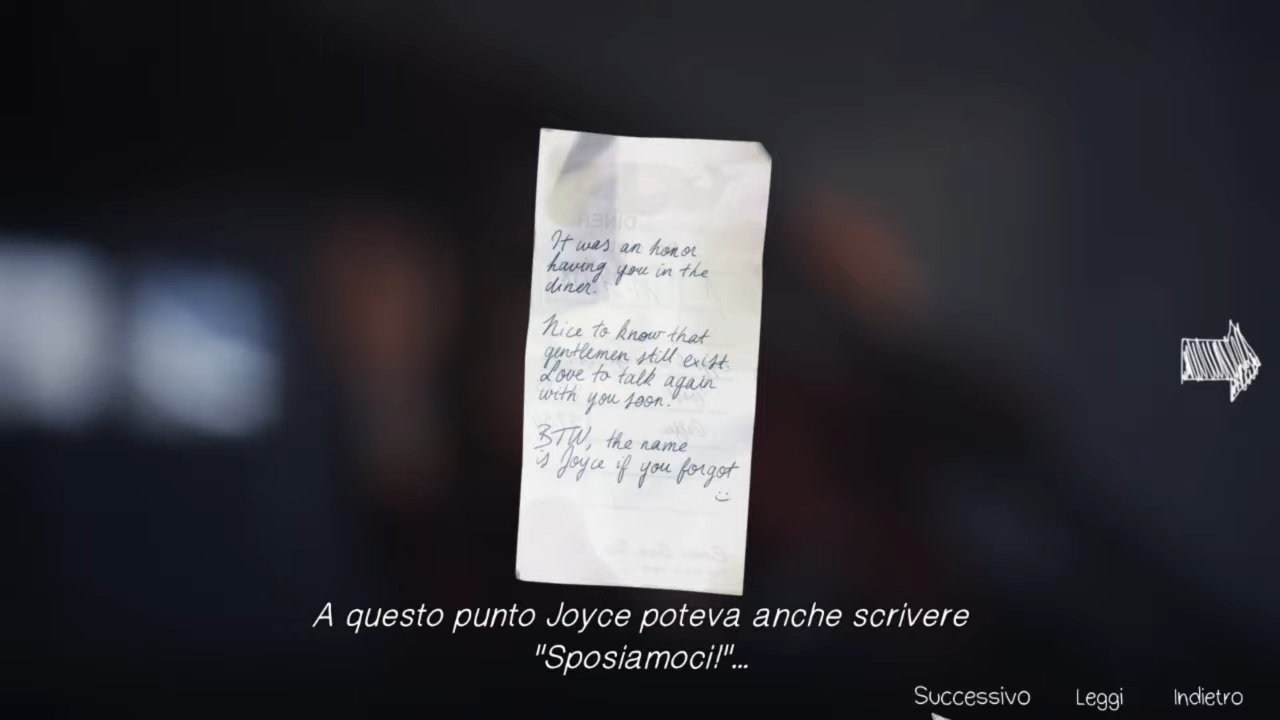 DINER
It was an honor
having you in the
diner.
Nice to know that
gentlemen still exist.
Love to talk again
with you soon.
BTW, the name
is Joyce if you forgot
:)
A questo punto Joyce poteva anche scrivere
"Sposiamoci!"...
Successivo Leggi Indietro